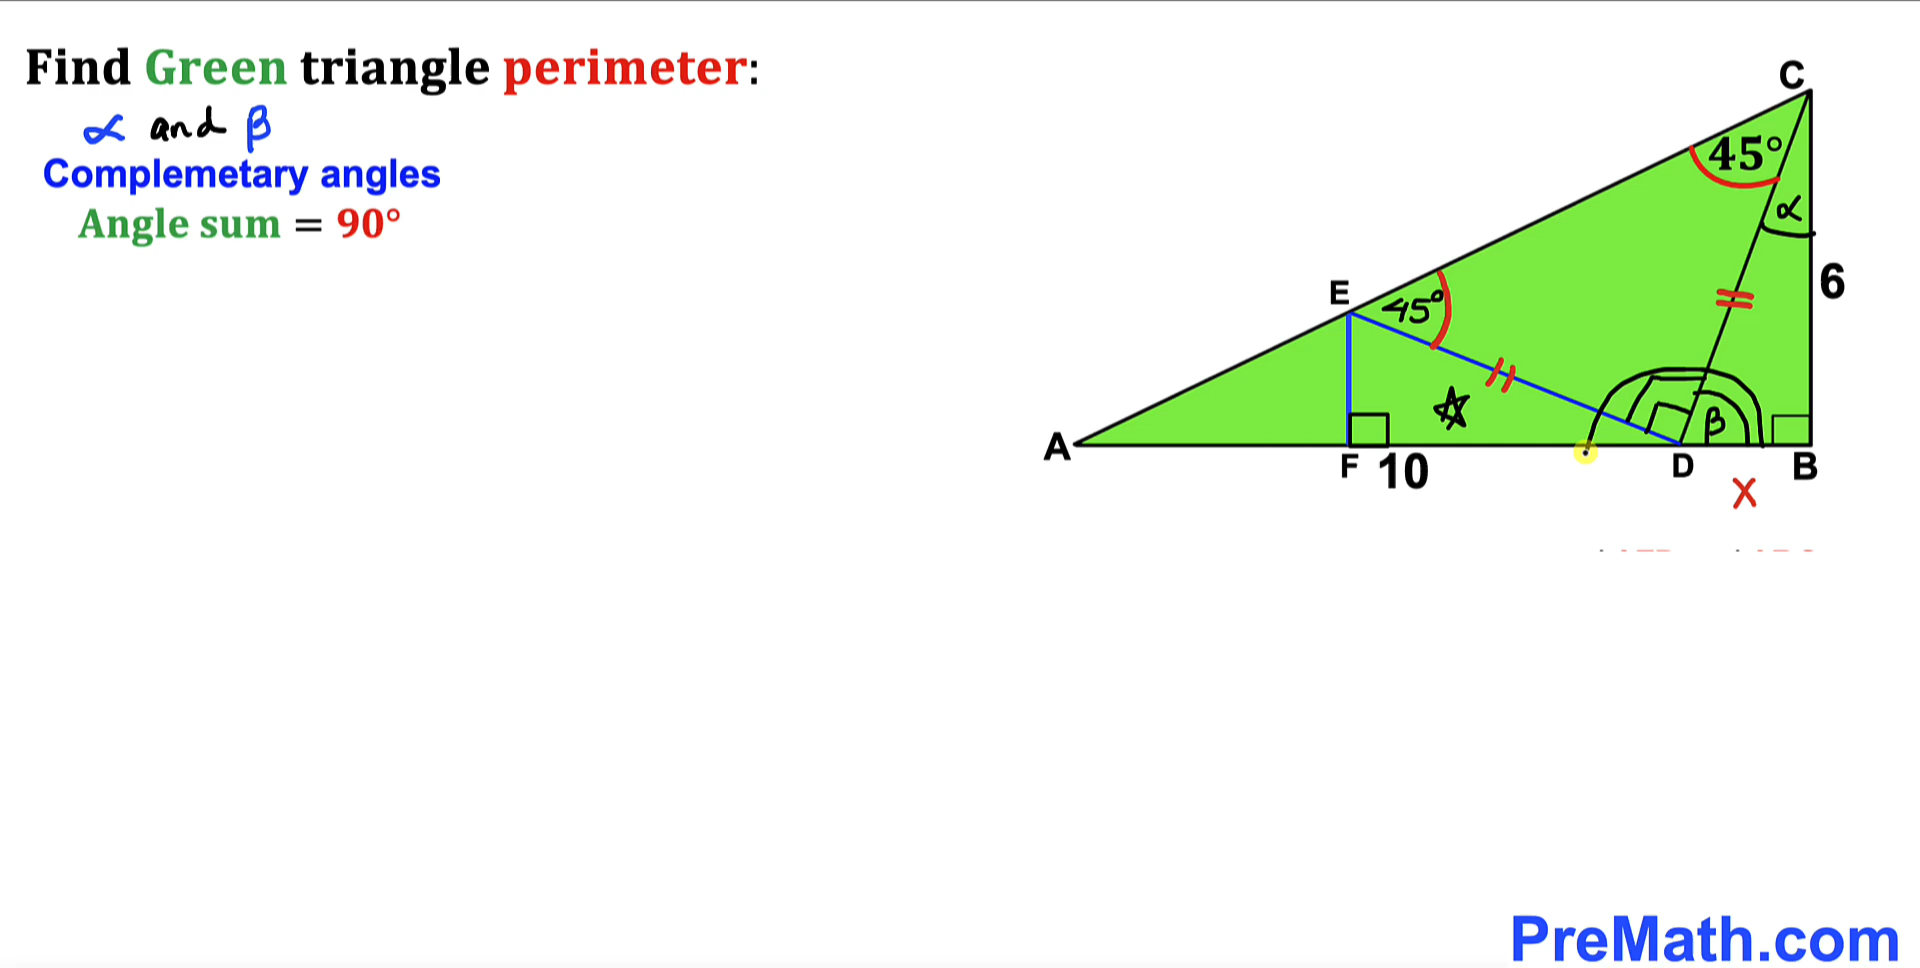 Find Green triangle perimeter:
α and β
Complemetary angles
Angle sum = 90°
C
45°
α
E
45°
6
β
A
F
10
D
B
x
PreMath.com